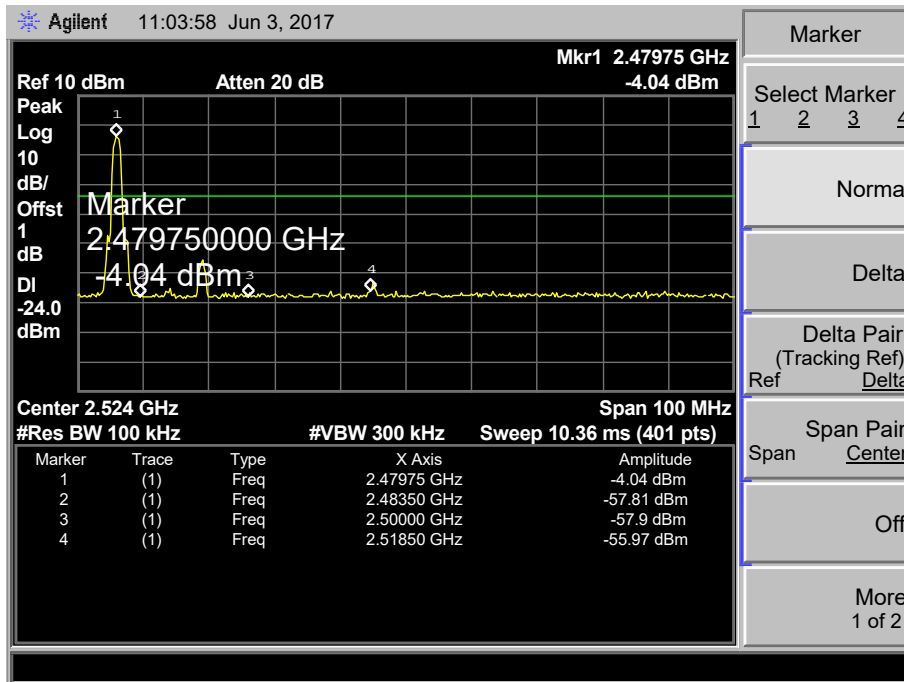 Agilent 11:03:58 Jun 3, 2017
Mkr1 2.47975 GHz
Ref 10 dBm Atten 20 dB -4.04 dBm
Peak
Log
10
dB/
Offst
1
dB
DI
-24.0
dBm
1
Marker
2.479750000 GHz
-4.04 dBm
2
3
4
Center 2.524 GHz Span 100 MHz
#Res BW 100 kHz #VBW 300 kHz Sweep 10.36 ms (401 pts)
Marker Trace Type X Axis Amplitude
1 (1) Freq 2.47975 GHz -4.04 dBm
2 (1) Freq 2.48350 GHz -57.81 dBm
3 (1) Freq 2.50000 GHz -57.9 dBm
4 (1) Freq 2.51850 GHz -55.97 dBm
Marker
Select Marker
1 2 3 4
Norma
Delta
Delta Pair
(Tracking Ref)
Ref Delta
Span Pair
Span Center
Off
More
1 of 2